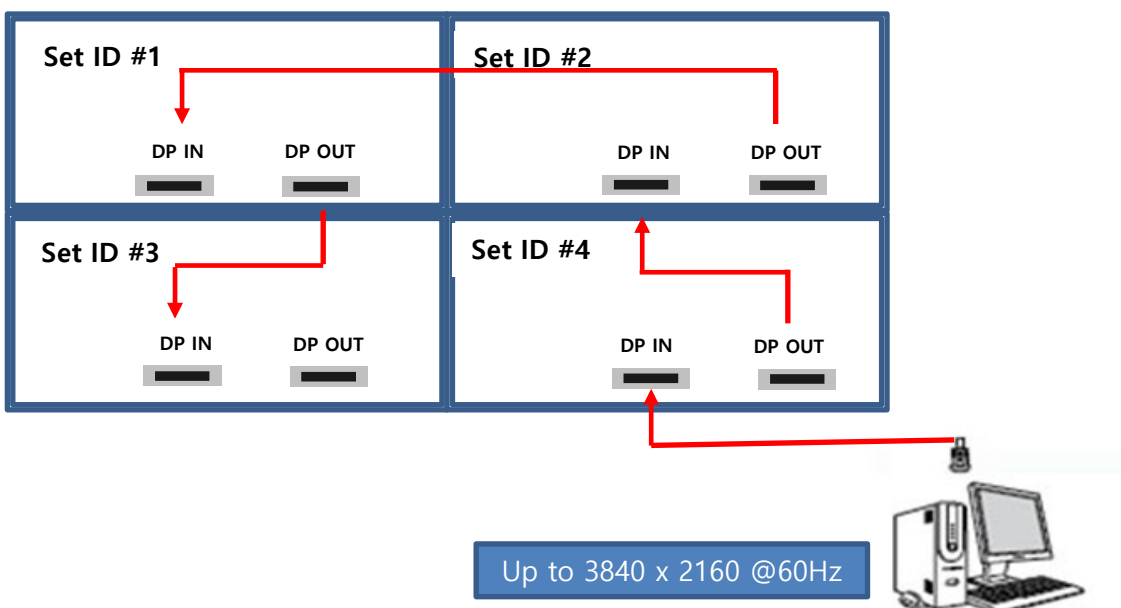 Set ID #1
Set ID #2
DP IN
DP OUT
DP IN
DP OUT
Set ID #3
Set ID #4
DP IN
DP OUT
DP IN
DP OUT
Up to 3840 x 2160 @60Hz